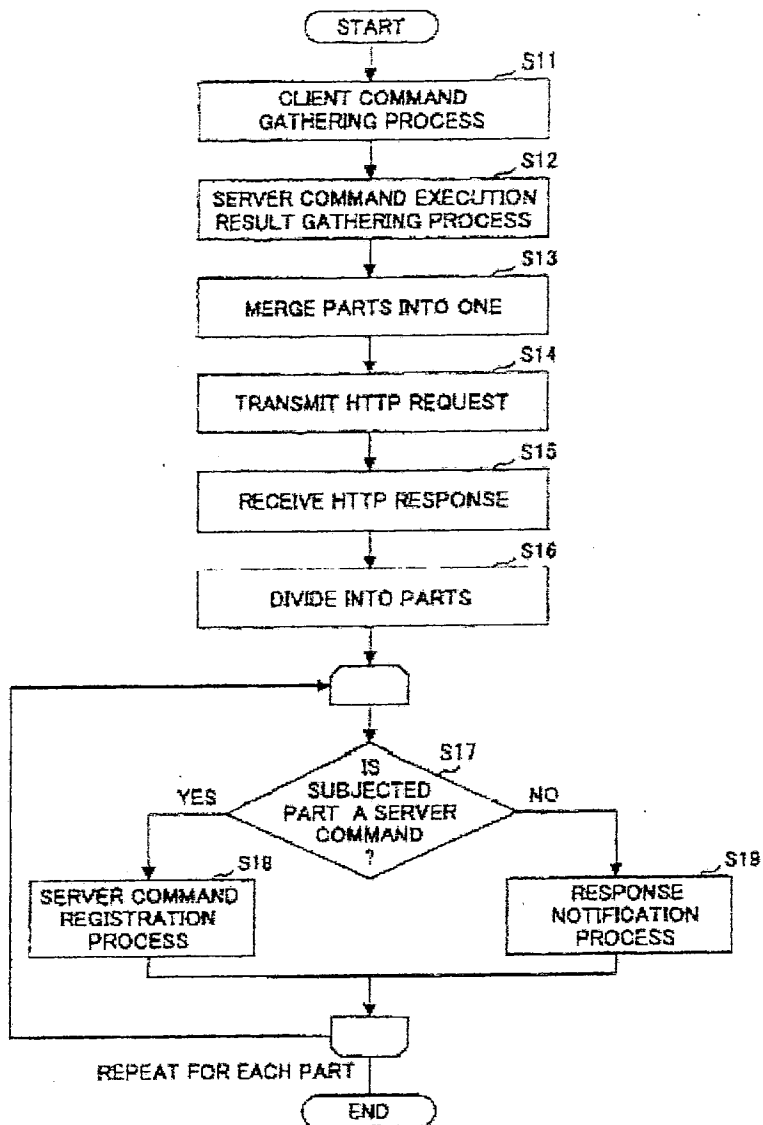 START
S11
CLIENT COMMAND
GATHERING PROCESS
S12
SERVER COMMAND EXECUTION
RESULT GATHERING PROCESS
S13
MERGE PARTS INTO ONE
S14
TRANSMIT HTTP REQUEST
S15
RECEIVE HTTP RESPONSE
S16
DIVIDE INTO PARTS
S17
IS
SUBJECTED
PART A SERVER
COMMAND
?
YES
NO
S18
SERVER COMMAND
REGISTRATION
PROCESS
S19
RESPONSE
NOTIFICATION
PROCESS
REPEAT FOR EACH PART
END